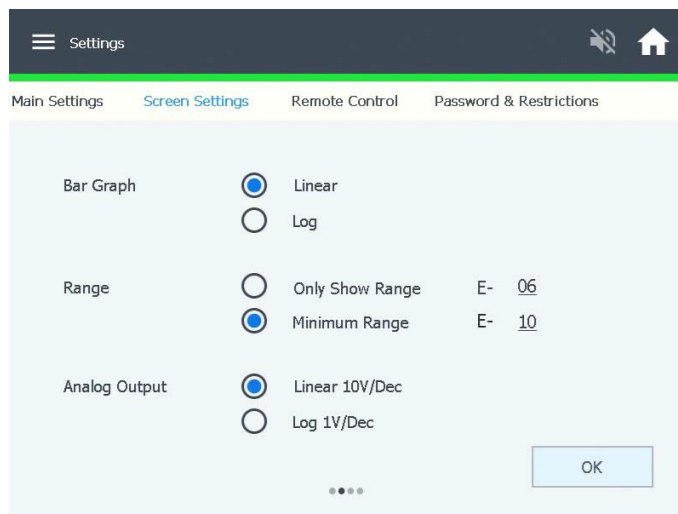 Settings
Main Settings Screen Settings Remote Control Password & Restrictions
Bar Graph Linear
Log
Range Only Show Range E- 06
Minimum Range E- 10
Analog Output Linear 10V/Dec
Log 1V/Dec
OK